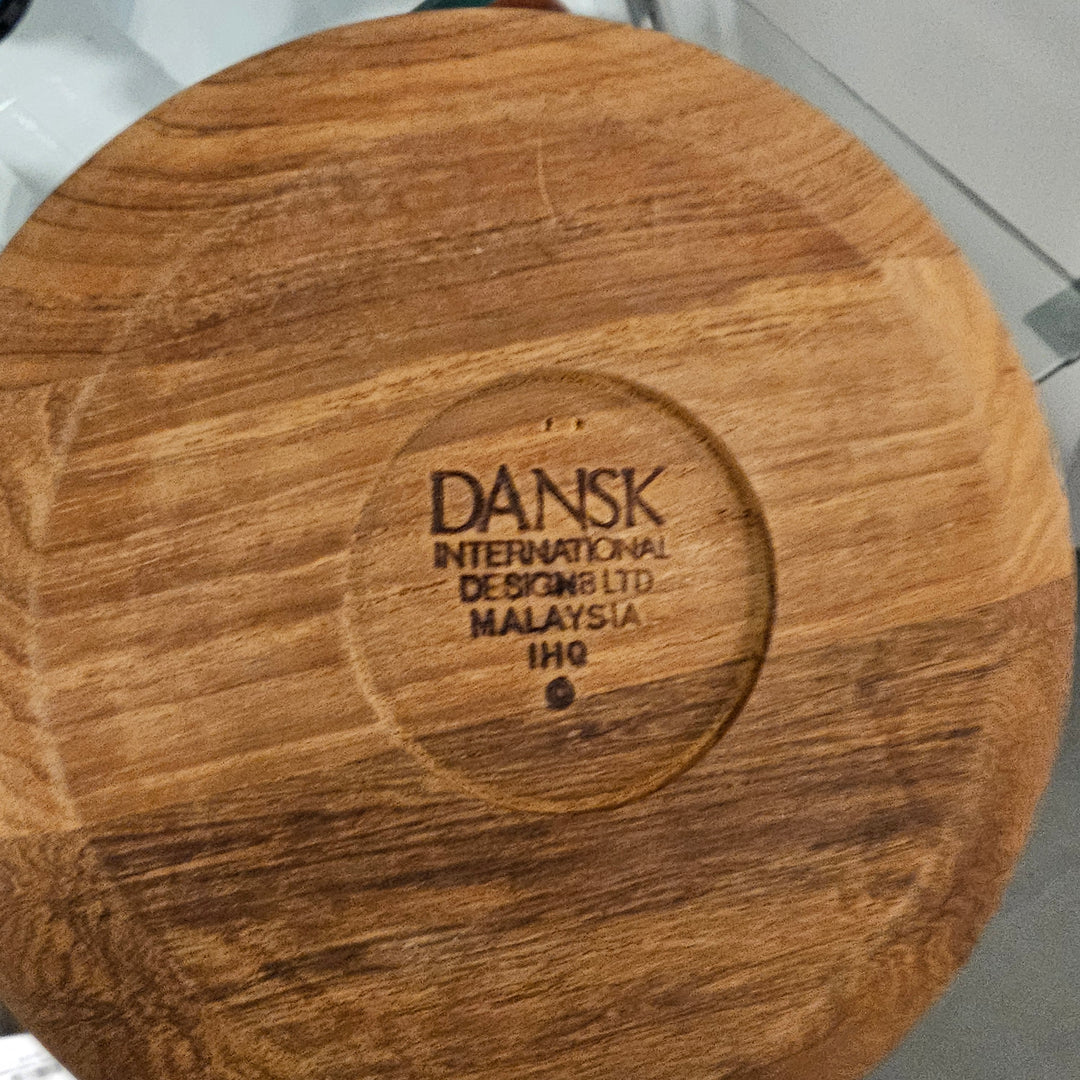 DANSK
INTERNATIONAL
DESIGNS LTD
MALAYSIA
IHQ
©